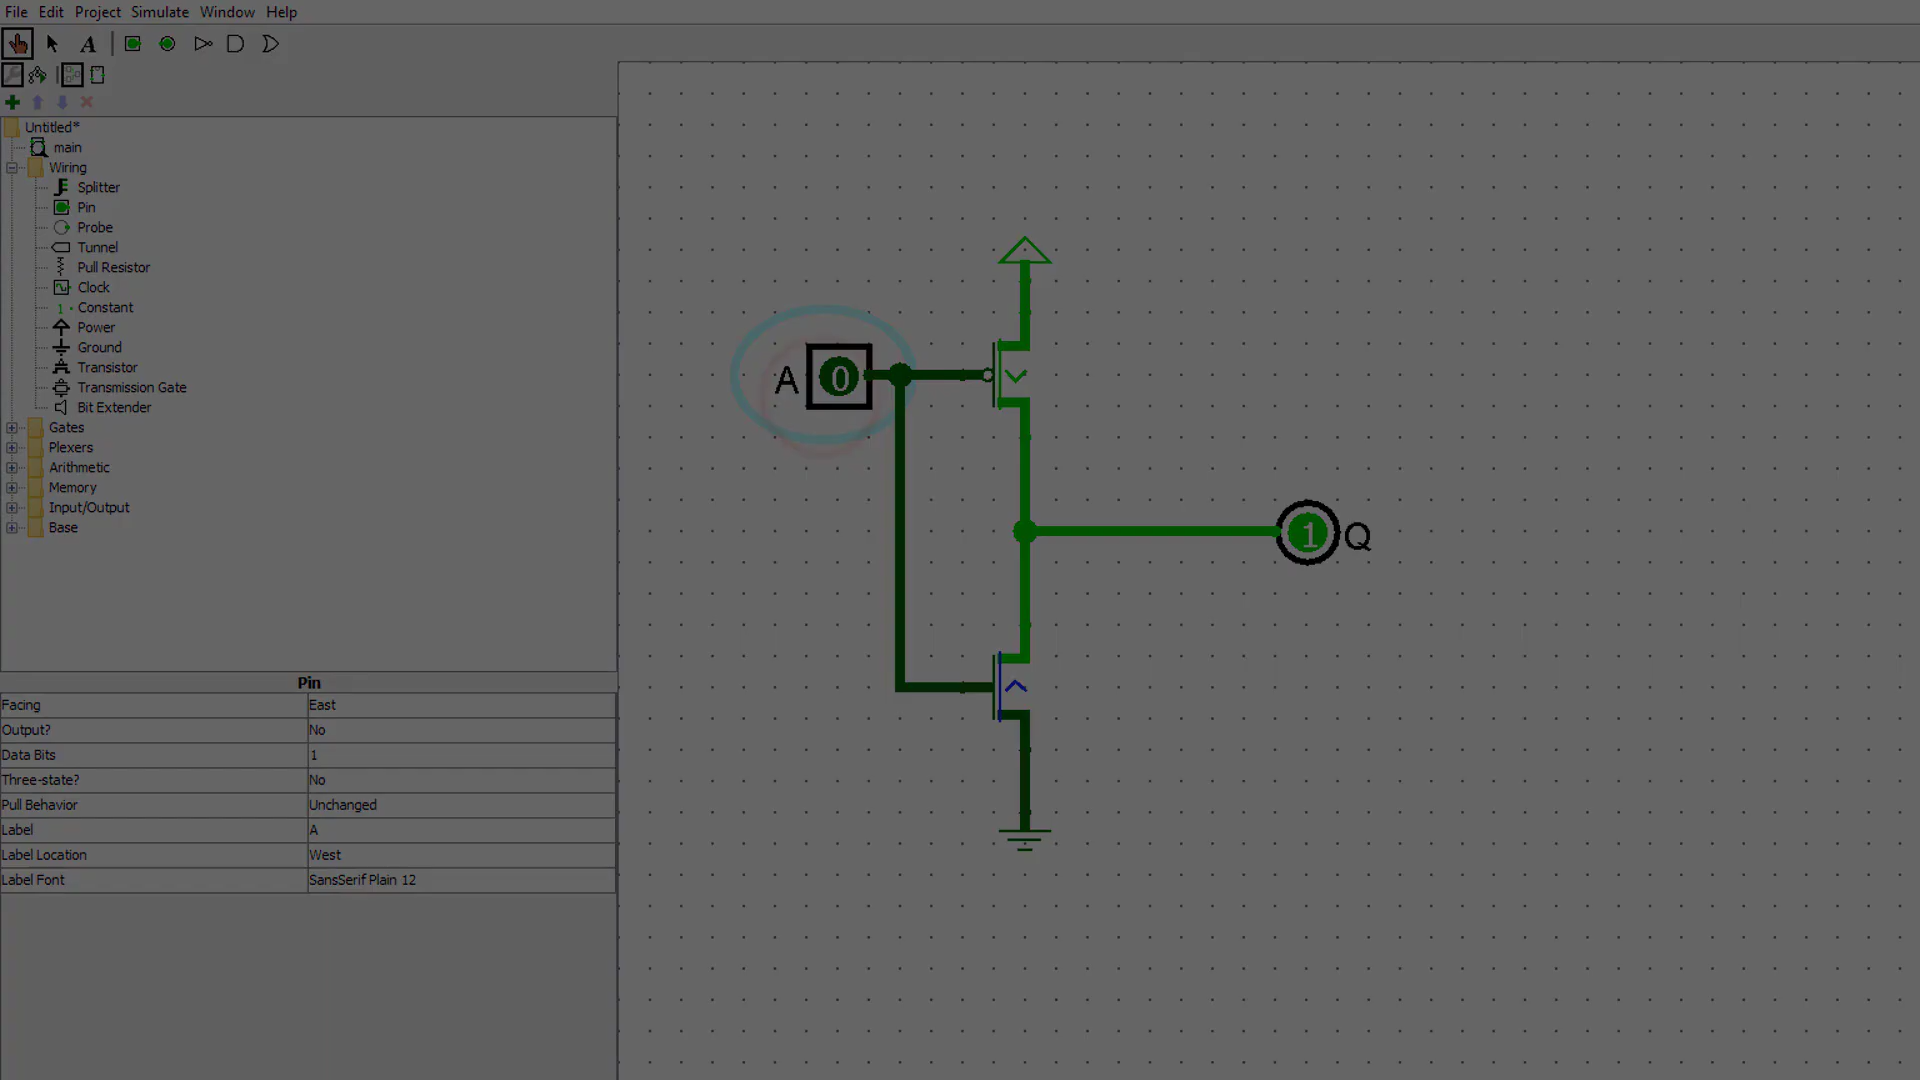 File Edit Project Simulate Window Help
A
Untitled*
main
Wiring
Splitter
Pin
Probe
Tunnel
Pull Resistor
Clock
1 Constant
Power
Ground
Transistor
Transmission Gate
Bit Extender
Gates
Plexers
Arithmetic
Memory
Input/Output
Base
Pin
Facing East
Output? No
Data Bits 1
Three-state? No
Pull Behavior Unchanged
Label A
Label Location West
Label Font SansSerif Plain 12
A 0
1 Q